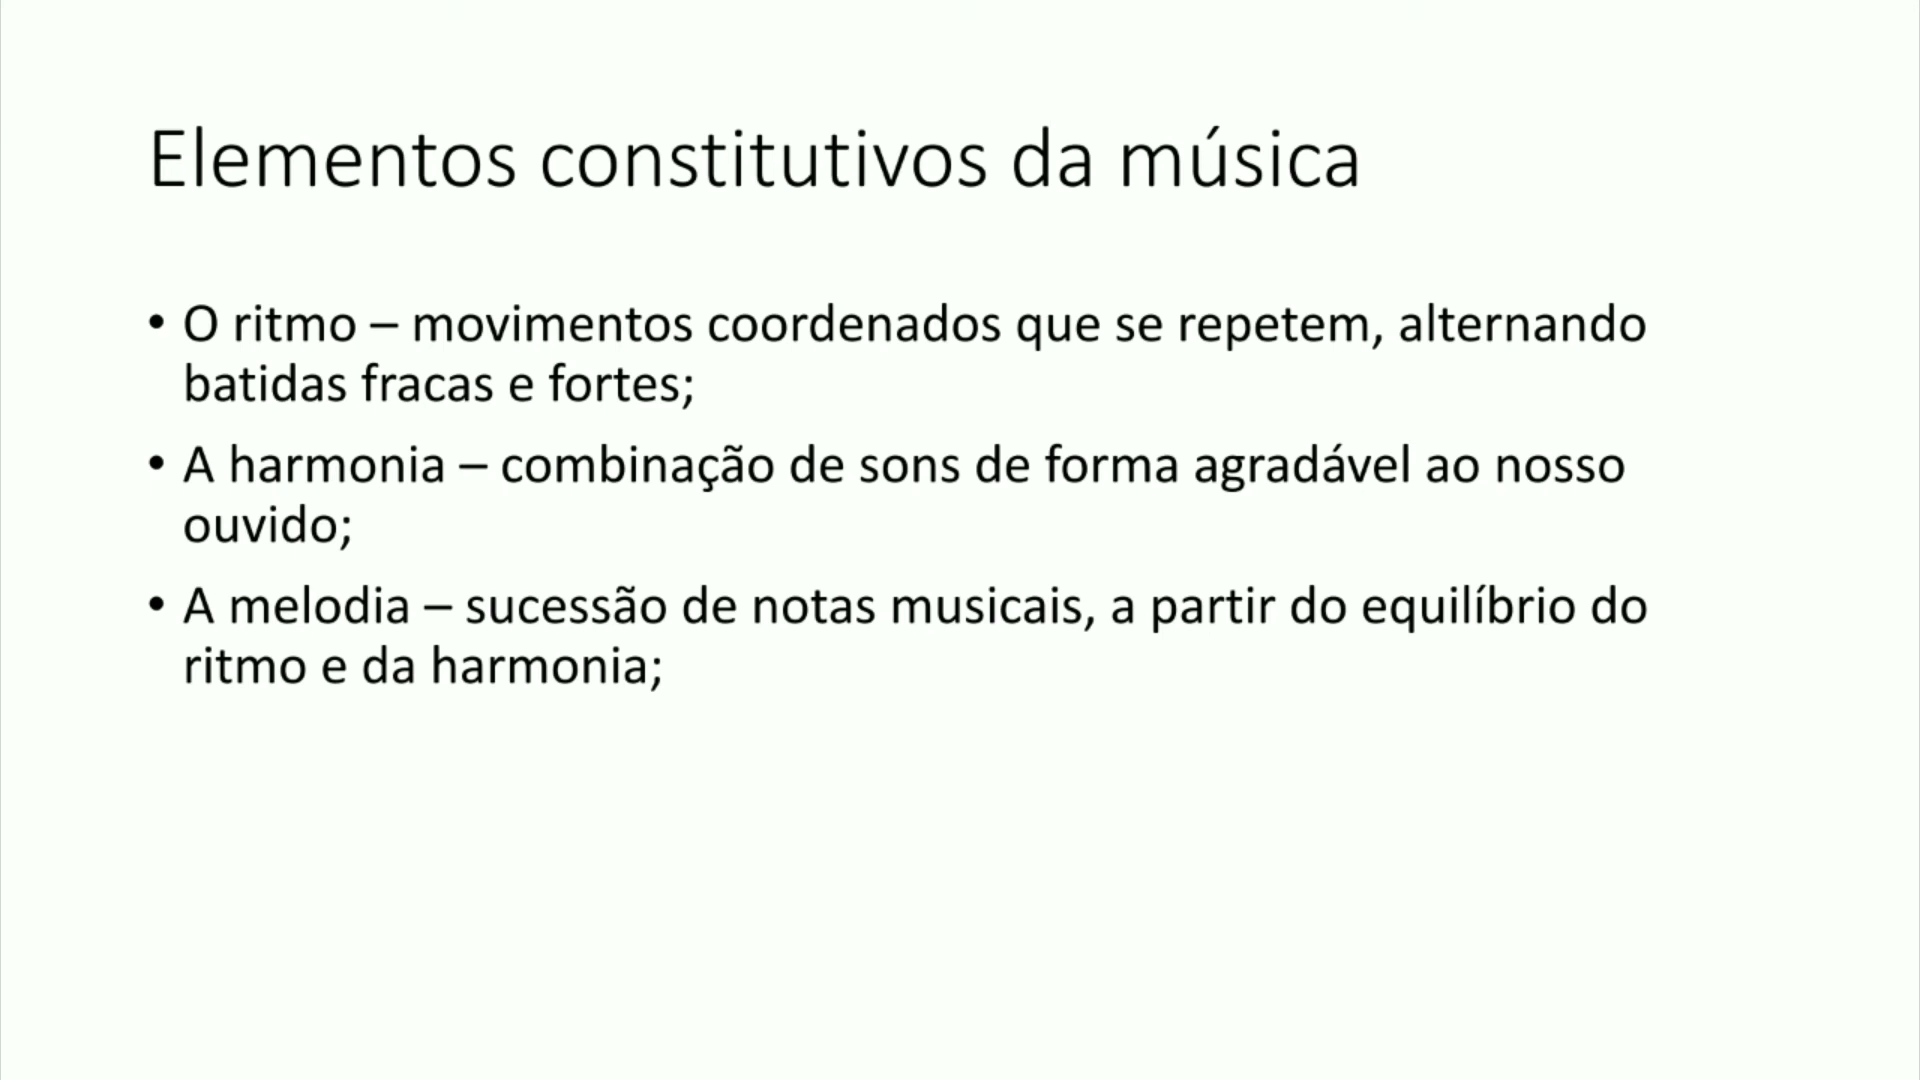 Elementos constitutivos da música
• O ritmo – movimentos coordenados que se repetem, alternando
batidas fracas e fortes;
• A harmonia – combinação de sons de forma agradável ao nosso
ouvido;
• A melodia – sucessão de notas musicais, a partir do equilíbrio do
ritmo e da harmonia;